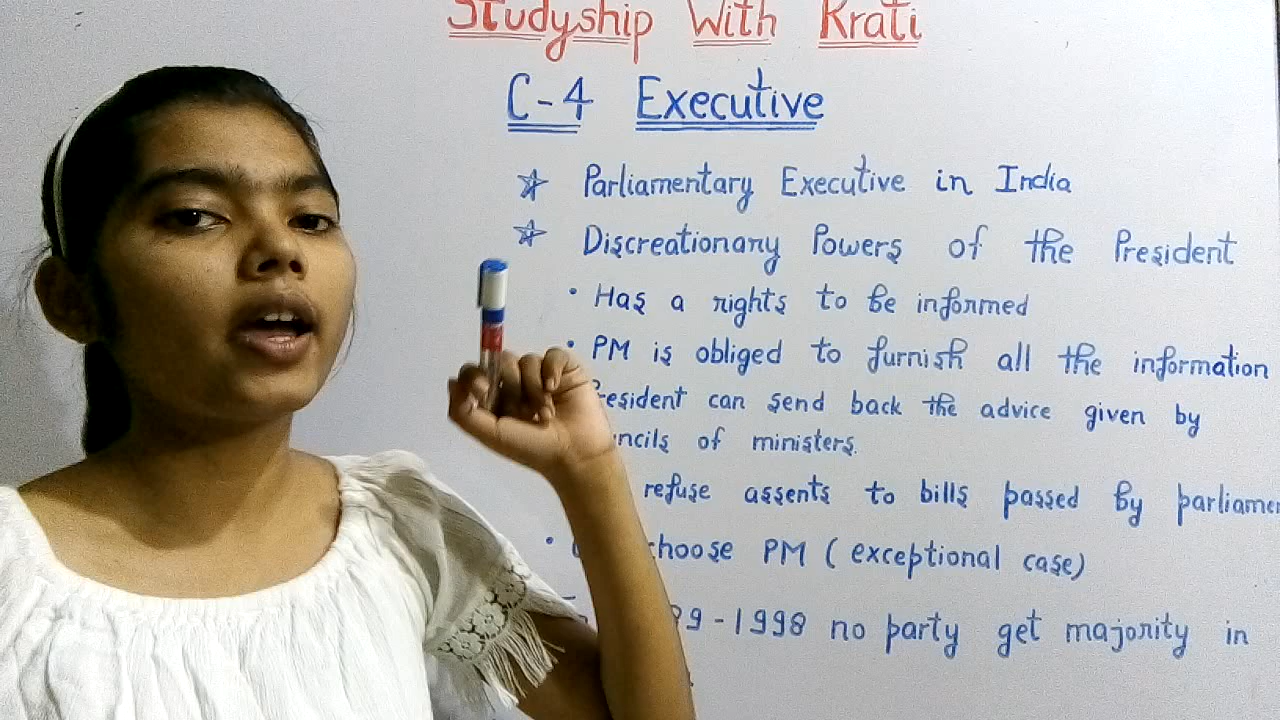 Studyship With Krati
C-4 Executive
Parliamentary Executive in India
Discreationary Powers of the President
• Has a rights to be informed
• PM is obliged to furnish all the information
resident can send back the advice given by
ncils of ministers.
refuse assents to bills passed by parliamen
• hoose PM ( exceptional case)
89-1998 no party get majority in